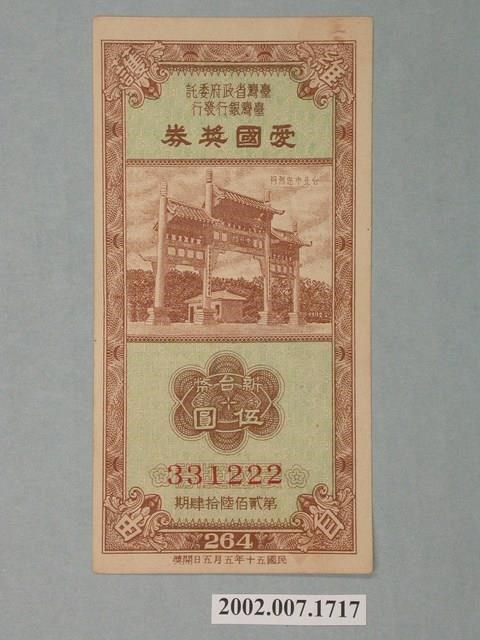 維 護
臺灣省政府委託
臺灣銀行發行
愛國獎券
台北市忠烈祠
新台幣
伍圓
331222
第貳佰陸拾肆期
264
民國五十年五月五日開獎
2002.007.1717